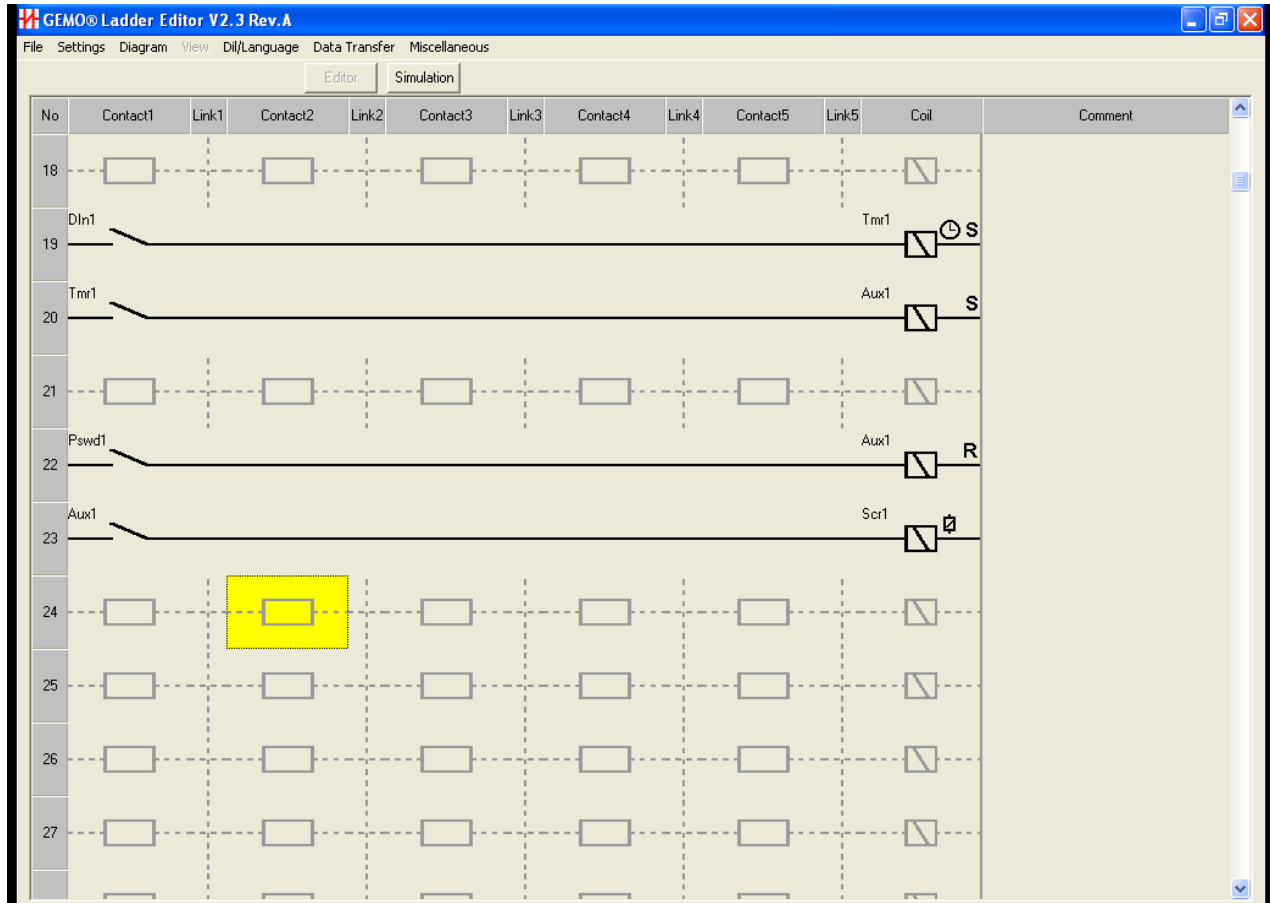 GEMO® Ladder Editor V2.3 Rev.A
File Settings Diagram View Dil/Language Data Transfer Miscellaneous
Editor Simulation
No Contact1 Link1 Contact2 Link2 Contact3 Link3 Contact4 Link4 Contact5 Link5 Coil Comment
18
DIn1 Tmr1
19 S
Tmr1 Aux1
20 S
21
Pswd1 Aux1
22 R
Aux1 Scr1
23
24
25
26
27